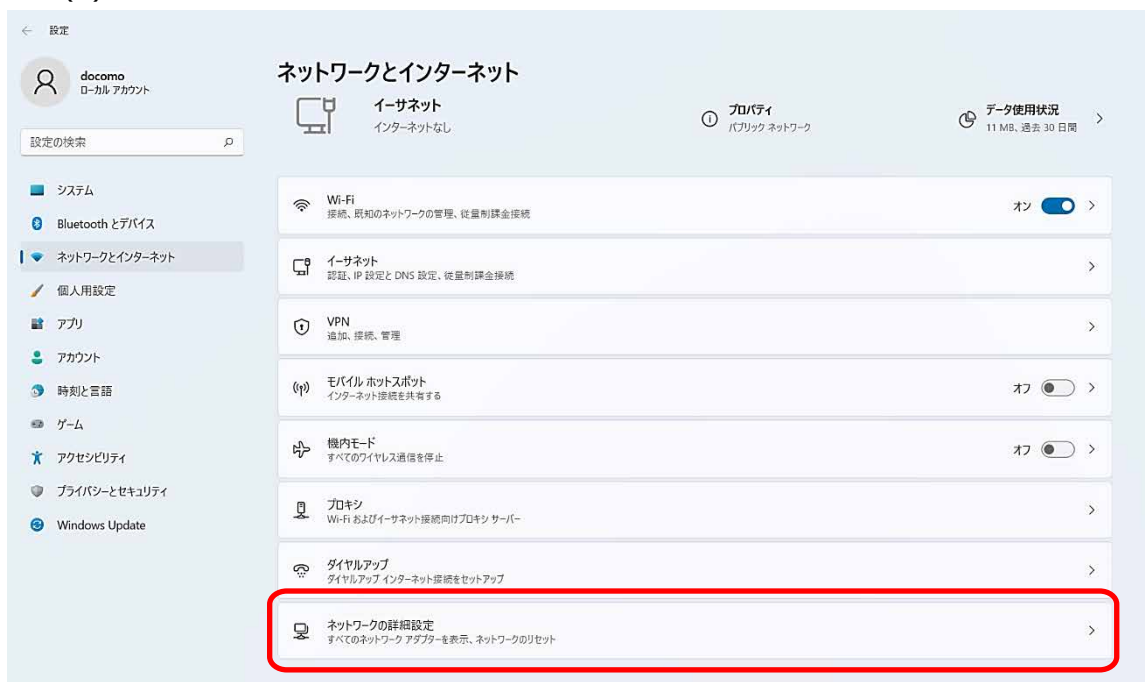 ← 設定
docomo
ローカル アカウント
設定の検索
システム
Bluetooth とデバイス
ネットワークとインターネット
個人用設定
アプリ
アカウント
時刻と言語
ゲーム
アクセシビリティ
プライバシーとセキュリティ
Windows Update
ネットワークとインターネット
イーサネット
インターネットなし
プロパティ
パブリック ネットワーク
データ使用状況
11 MB、過去 30 日間
Wi-Fi
接続、既知のネットワークの管理、従量制課金接続
オン
イーサネット
認証、IP 設定と DNS 設定、従量制課金接続
VPN
追加、接続、管理
モバイル ホットスポット
インターネット接続を共有する
オフ
機内モード
すべてのワイヤレス通信を停止
オフ
プロキシ
Wi-Fi およびイーサネット接続向けプロキシ サーバー
ダイヤルアップ
ダイヤルアップ インターネット接続をセットアップ
ネットワークの詳細設定
すべてのネットワーク アダプターを表示、ネットワークのリセット